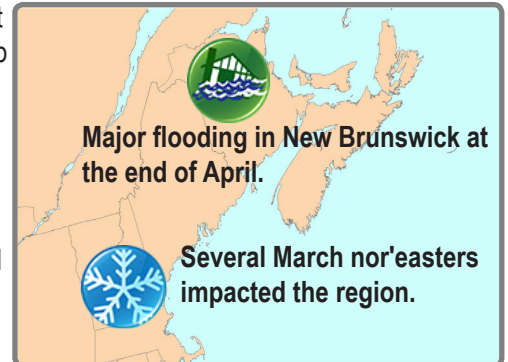 Major flooding in New Brunswick at
the end of April.
Several March nor'easters
impacted the region.